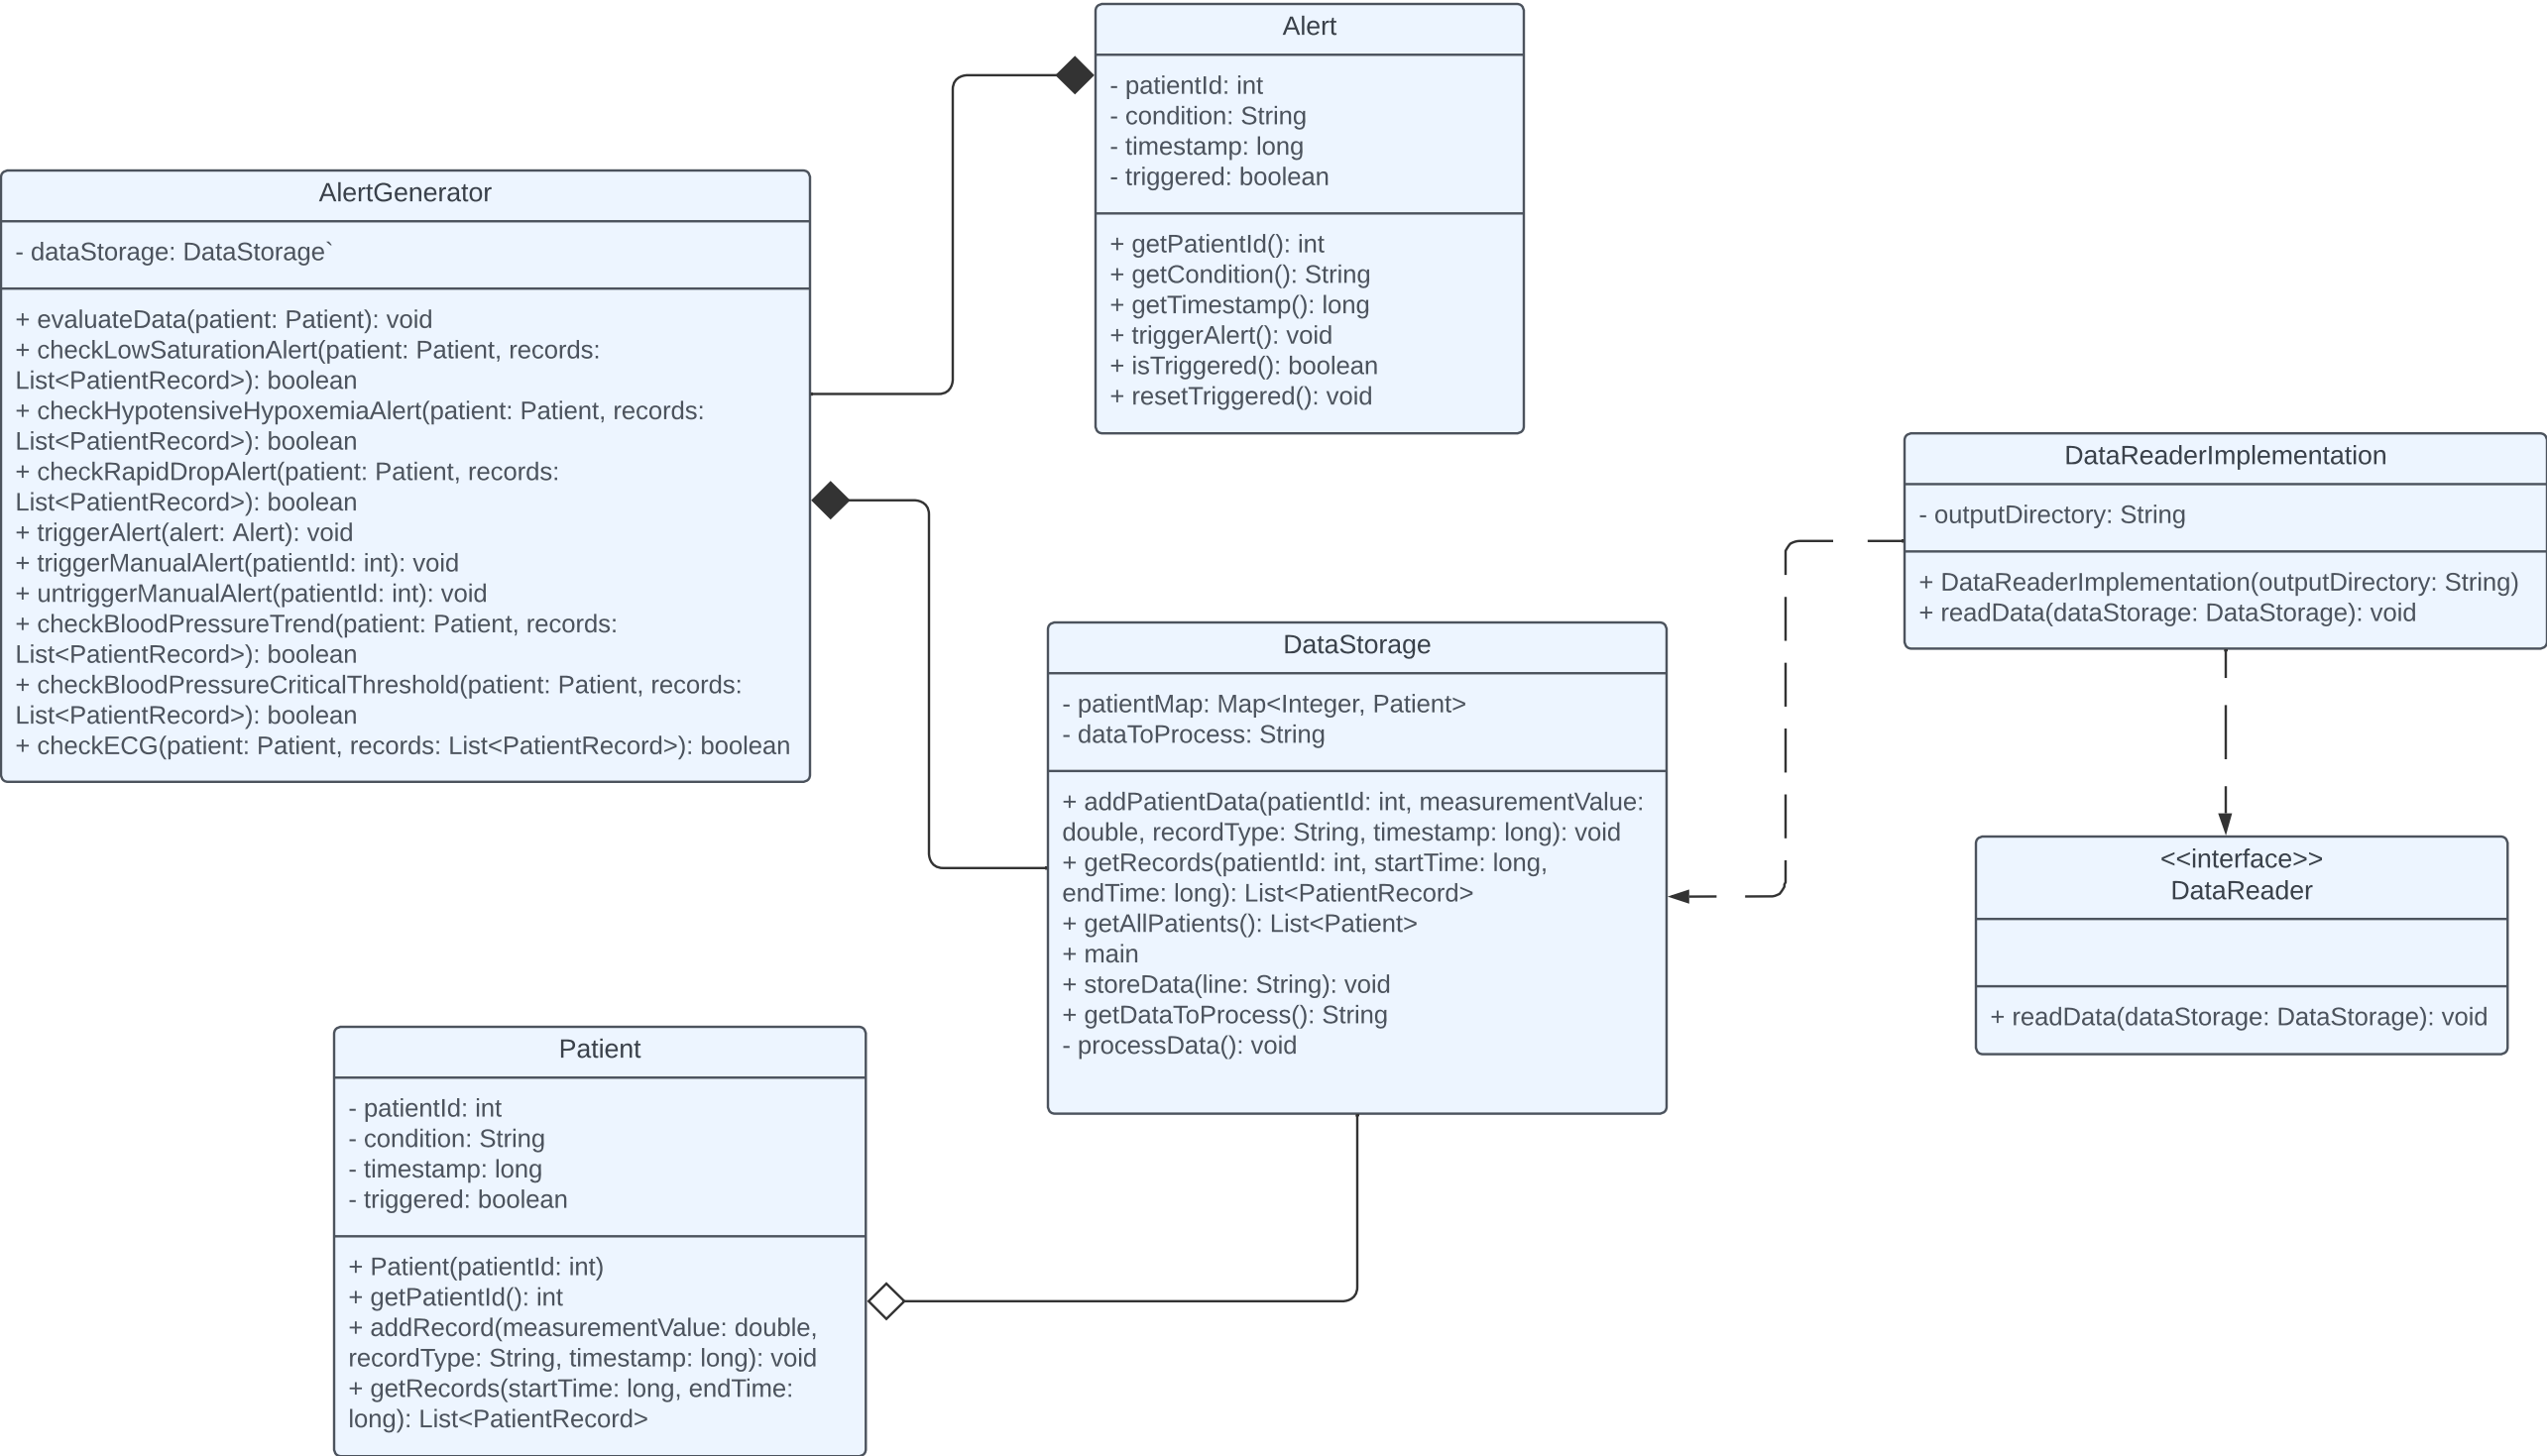 Alert
- patientId: int
- condition: String
- timestamp: long
- triggered: boolean
+ getPatientId(): int
+ getCondition(): String
+ getTimestamp(): long
+ triggerAlert(): void
+ isTriggered(): boolean
+ resetTriggered(): void
AlertGenerator
- dataStorage: DataStorage`
+ evaluateData(patient: Patient): void
+ checkLowSaturationAlert(patient: Patient, records:
List<PatientRecord>): boolean
+ checkHypotensiveHypoxemiaAlert(patient: Patient, records:
List<PatientRecord>): boolean
+ checkRapidDropAlert(patient: Patient, records:
List<PatientRecord>): boolean
+ triggerAlert(alert: Alert): void
+ triggerManualAlert(patientId: int): void
+ untriggerManualAlert(patientId: int): void
+ checkBloodPressureTrend(patient: Patient, records:
List<PatientRecord>): boolean
+ checkBloodPressureCriticalThreshold(patient: Patient, records:
List<PatientRecord>): boolean
+ checkECG(patient: Patient, records: List<PatientRecord>): boolean
DataReaderImplementation
- outputDirectory: String
+ DataReaderImplementation(outputDirectory: String)
+ readData(dataStorage: DataStorage): void
DataStorage
- patientMap: Map<Integer, Patient>
- dataToProcess: String
+ addPatientData(patientId: int, measurementValue:
double, recordType: String, timestamp: long): void
+ getRecords(patientId: int, startTime: long,
endTime: long): List<PatientRecord>
+ getAllPatients(): List<Patient>
+ main
+ storeData(line: String): void
+ getDataToProcess(): String
- processData(): void
<<interface>>
DataReader
+ readData(dataStorage: DataStorage): void
Patient
- patientId: int
- condition: String
- timestamp: long
- triggered: boolean
+ Patient(patientId: int)
+ getPatientId(): int
+ addRecord(measurementValue: double,
recordType: String, timestamp: long): void
+ getRecords(startTime: long, endTime:
long): List<PatientRecord>